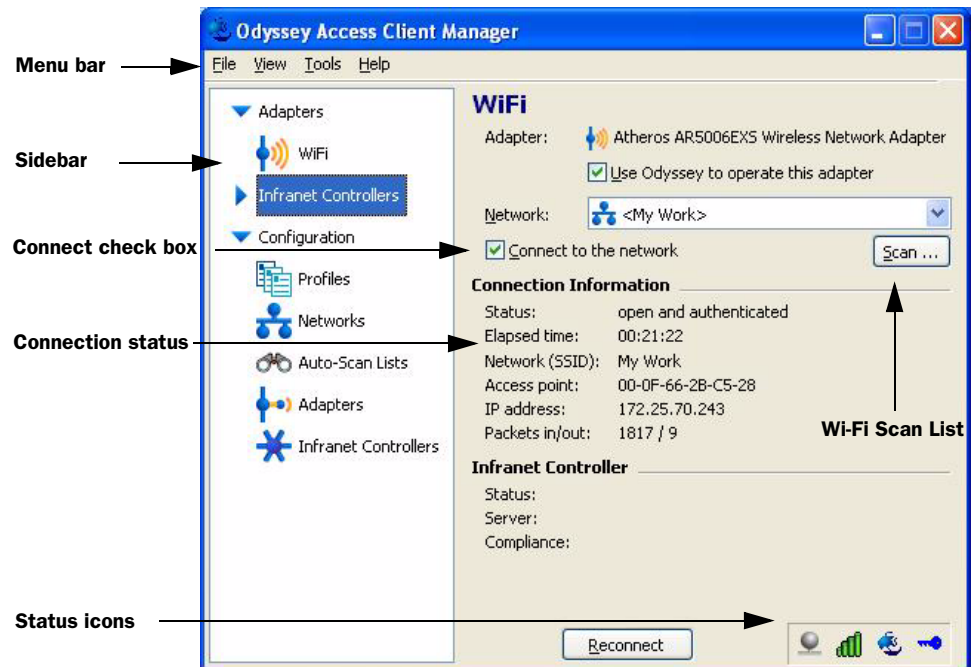 Odyssey Access Client Manager
Menu bar
File View Tools Help
Adapters
WiFi
Sidebar
Infranet Controllers
Configuration
Connect check box
Profiles
Networks
Connection status
Auto-Scan Lists
Adapters
Infranet Controllers
WiFi
Adapter: Atheros AR5006EXS Wireless Network Adapter
Use Odyssey to operate this adapter
Network: <My Work>
Connect to the network
Scan ...
Connection Information
Status: open and authenticated
Elapsed time: 00:21:22
Network (SSID): My Work
Access point: 00-0F-66-2B-C5-28
IP address: 172.25.70.243
Packets in/out: 1817 / 9
Wi-Fi Scan List
Infranet Controller
Status:
Server:
Compliance:
Status icons
Reconnect